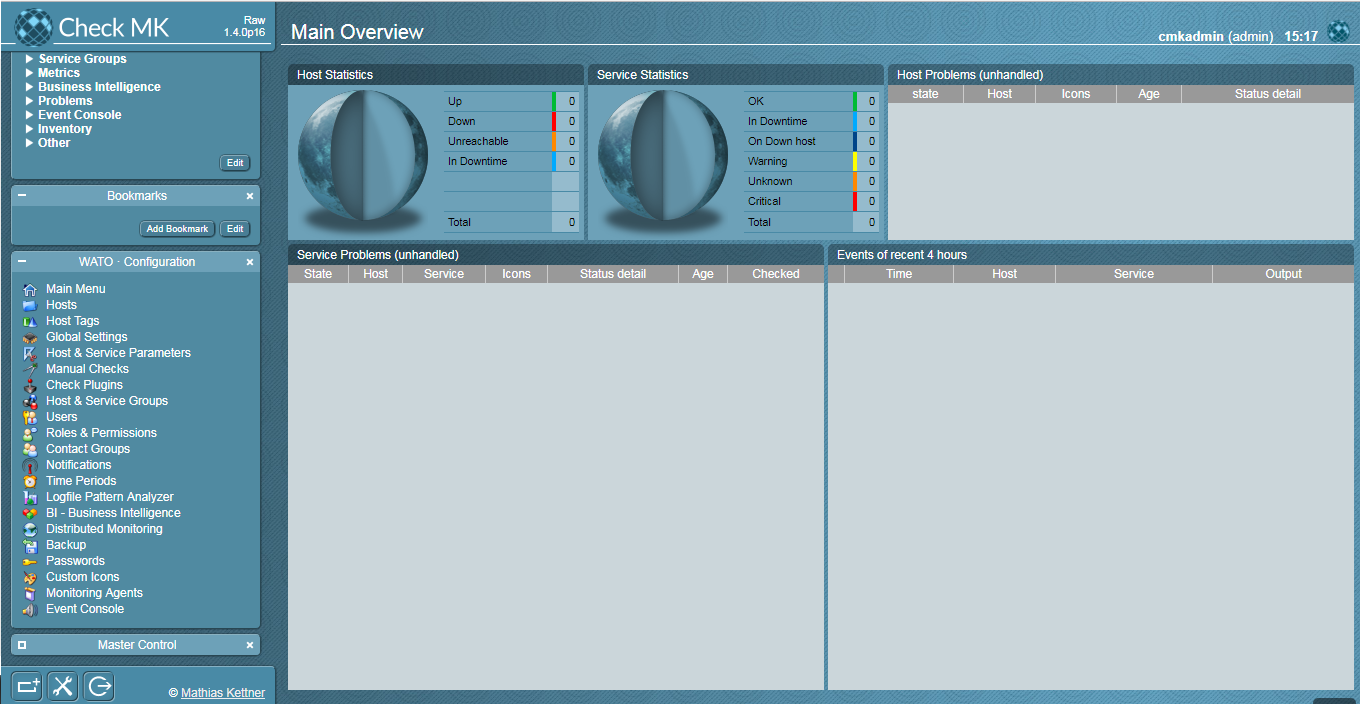 Check MK
Raw
1.4.0p16
Service Groups
Metrics
Business Intelligence
Problems
Event Console
Inventory
Other
Edit
Bookmarks
Add Bookmark Edit
WATO · Configuration
Main Menu
Hosts
Host Tags
Global Settings
Host & Service Parameters
Manual Checks
Check Plugins
Host & Service Groups
Users
Roles & Permissions
Contact Groups
Notifications
Time Periods
Logfile Pattern Analyzer
BI - Business Intelligence
Distributed Monitoring
Backup
Passwords
Custom Icons
Monitoring Agents
Event Console
Master Control
© Mathias Kettner
Main Overview
cmkadmin (admin) 15:17
Host Statistics
Up 0
Down 0
Unreachable 0
In Downtime 0
Total 0
Service Statistics
OK 0
In Downtime 0
On Down host 0
Warning 0
Unknown 0
Critical 0
Total 0
Host Problems (unhandled)
state Host Icons Age Status detail
Service Problems (unhandled)
State Host Service Icons Status detail Age Checked
Events of recent 4 hours
Time Host Service Output